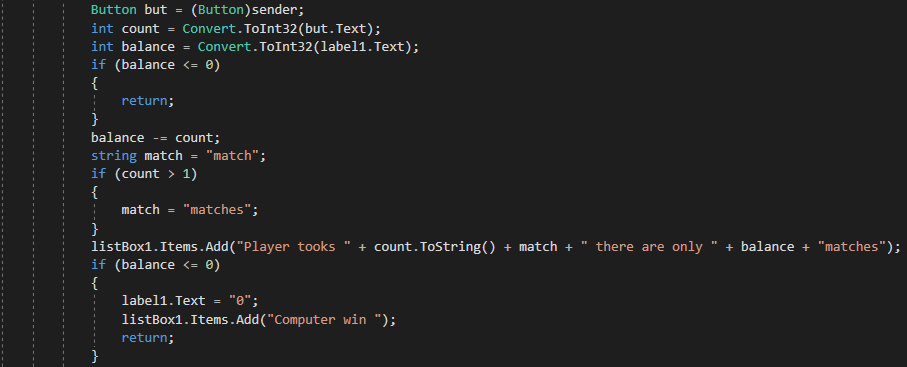 Button but = (Button)sender;
int count = Convert.ToInt32(but.Text);
int balance = Convert.ToInt32(label1.Text);
if (balance <= 0)
{
return;
}
balance -= count;
string match = "match";
if (count > 1)
{
match = "matches";
}
listBox1.Items.Add("Player tooks " + count.ToString() + match + " there are only " + balance + "matches");
if (balance <= 0)
{
label1.Text = "0";
listBox1.Items.Add("Computer win ");
return;
}